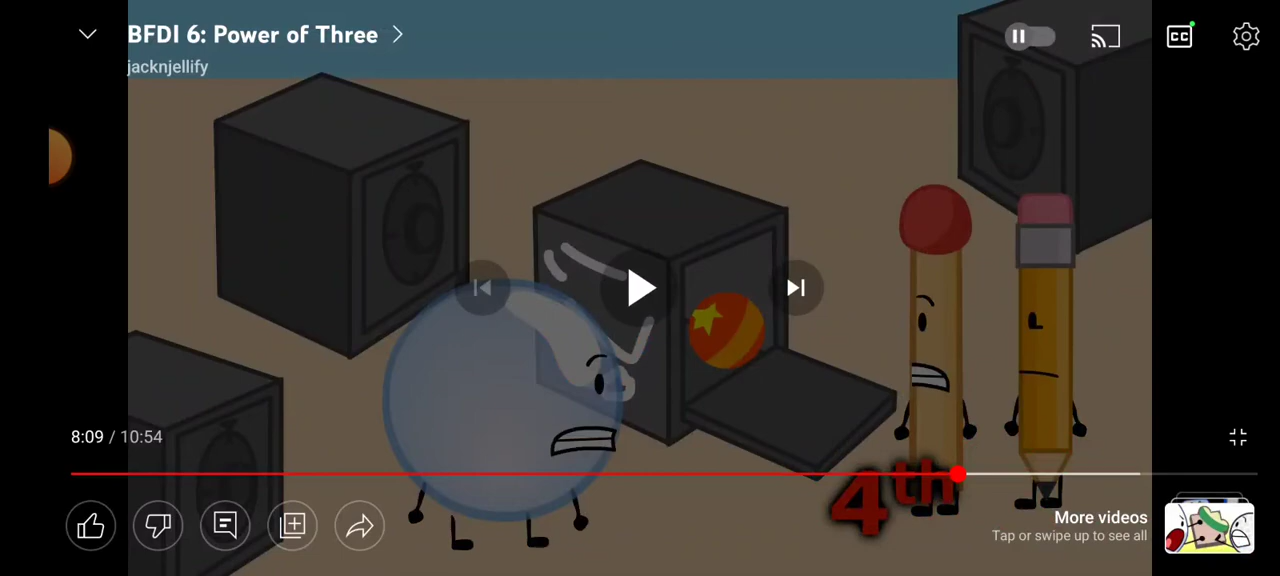 BFDI 6: Power of Three
jacknjellify
CC
8:09 / 10:54
4th
More videos
Tap or swipe up to see all